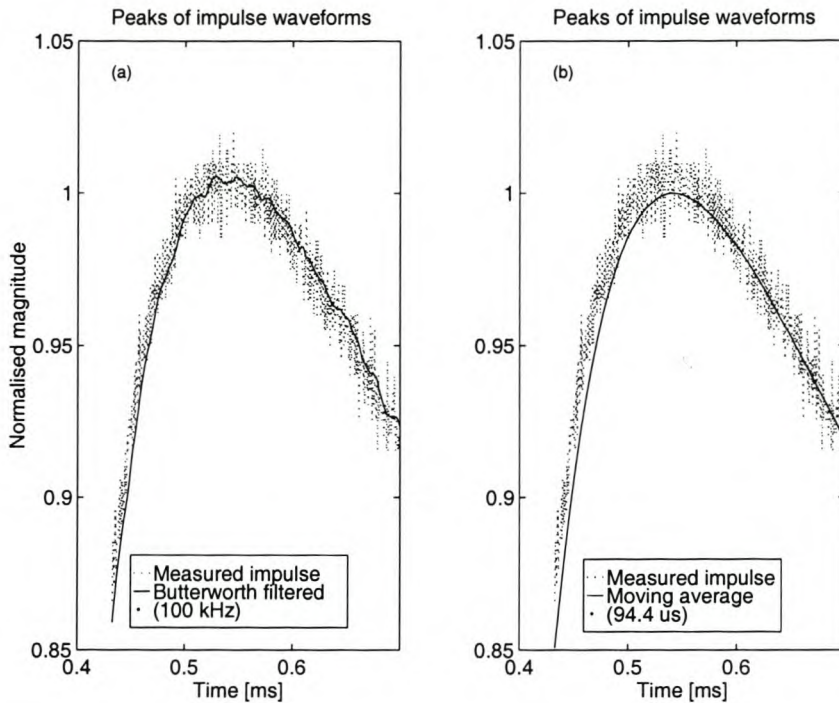 Peaks of impulse waveforms
1.05
(a)
1
0.95
0.9
0.85
Normalised magnitude
Measured impulse
Butterworth filtered
(100 kHz)
0.4 0.5 0.6
Time [ms]
Peaks of impulse waveforms
1.05
(b)
1
0.95
0.9
0.85
Measured impulse
Moving average
(94.4 us)
0.4 0.5 0.6
Time [ms]